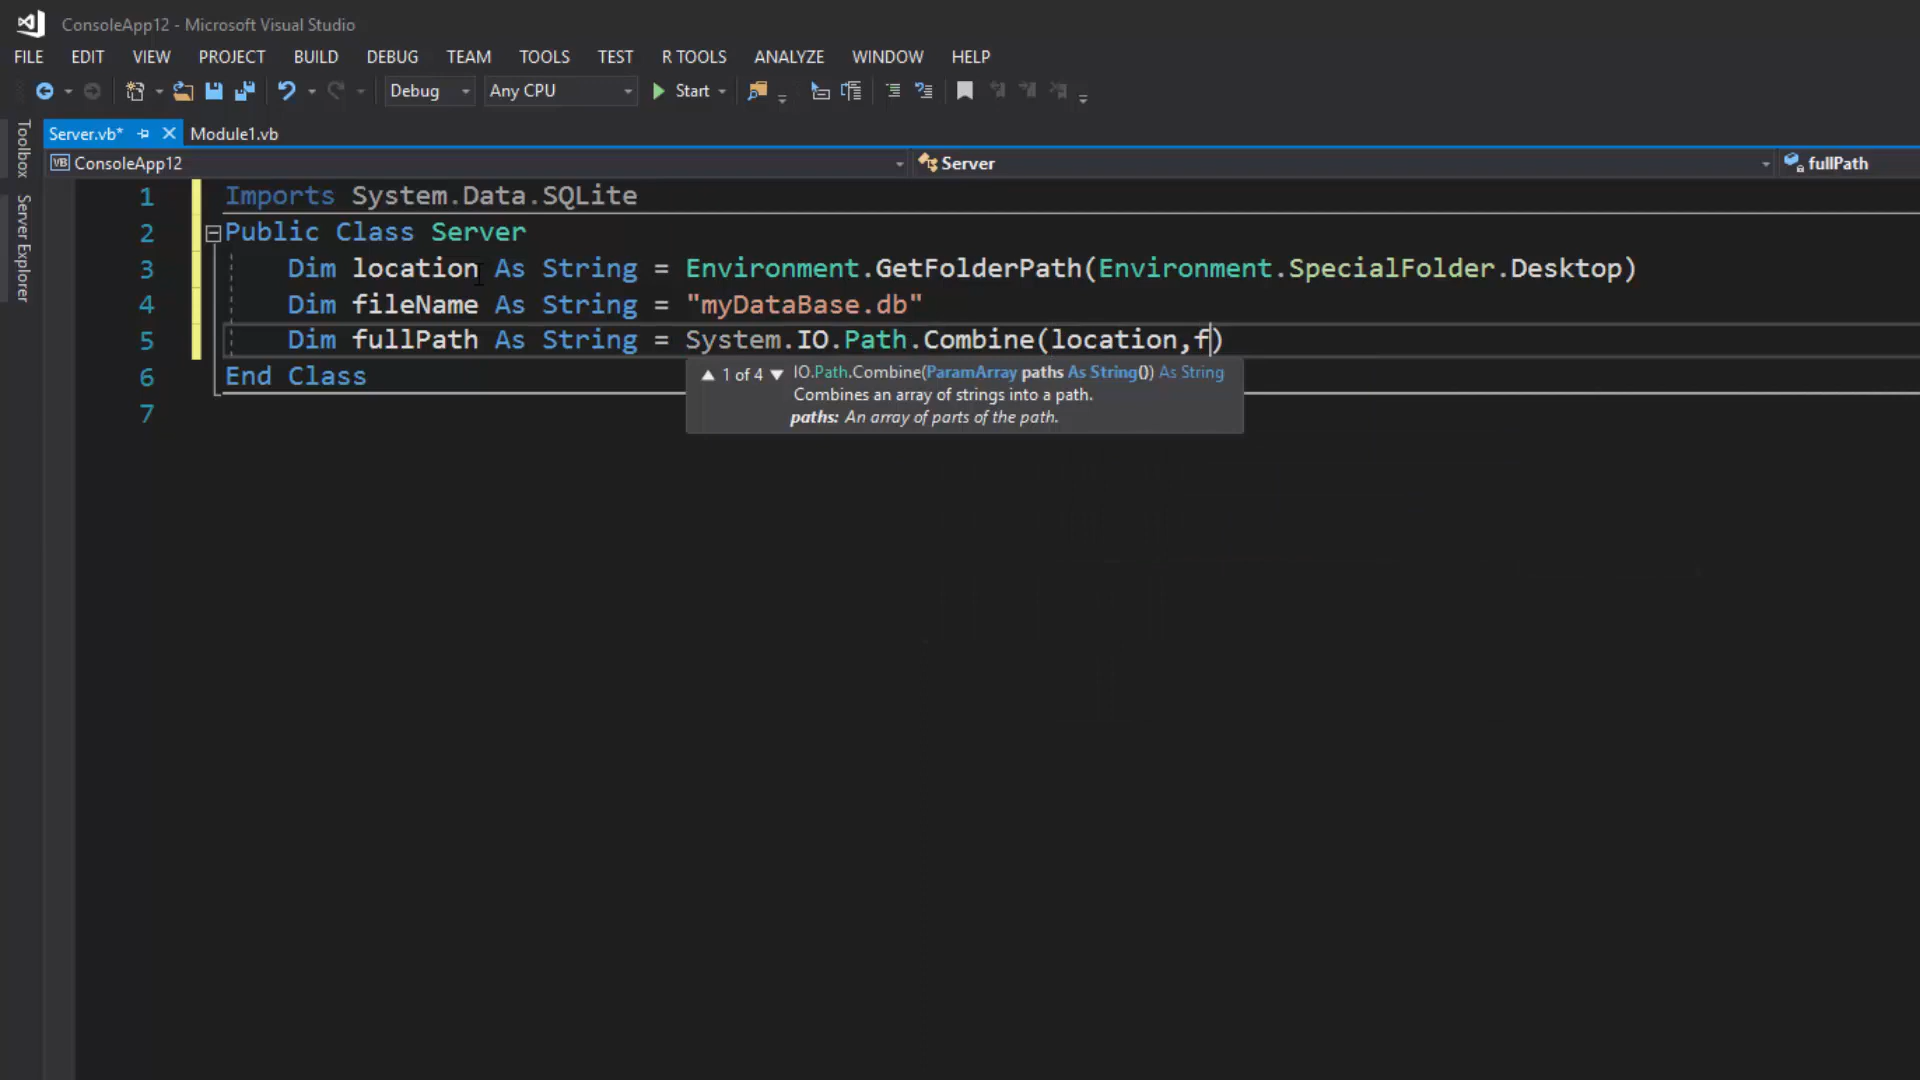 ConsoleApp12 - Microsoft Visual Studio
FILE EDIT VIEW PROJECT BUILD DEBUG TEAM TOOLS TEST R TOOLS ANALYZE WINDOW HELP
Debug Any CPU Start
Toolbox
Server Explorer
Server.vb* Module1.vb
VB ConsoleApp12 Server fullPath
1 Imports System.Data.SQLite
2 Public Class Server
3 Dim location As String = Environment.GetFolderPath(Environment.SpecialFolder.Desktop)
4 Dim fileName As String = "myDataBase.db"
5 Dim fullPath As String = System.IO.Path.Combine(location,f)
6 End Class
7
▲ 1 of 4 ▼ IO.Path.Combine(ParamArray paths As String()) As String
Combines an array of strings into a path.
paths: An array of parts of the path.